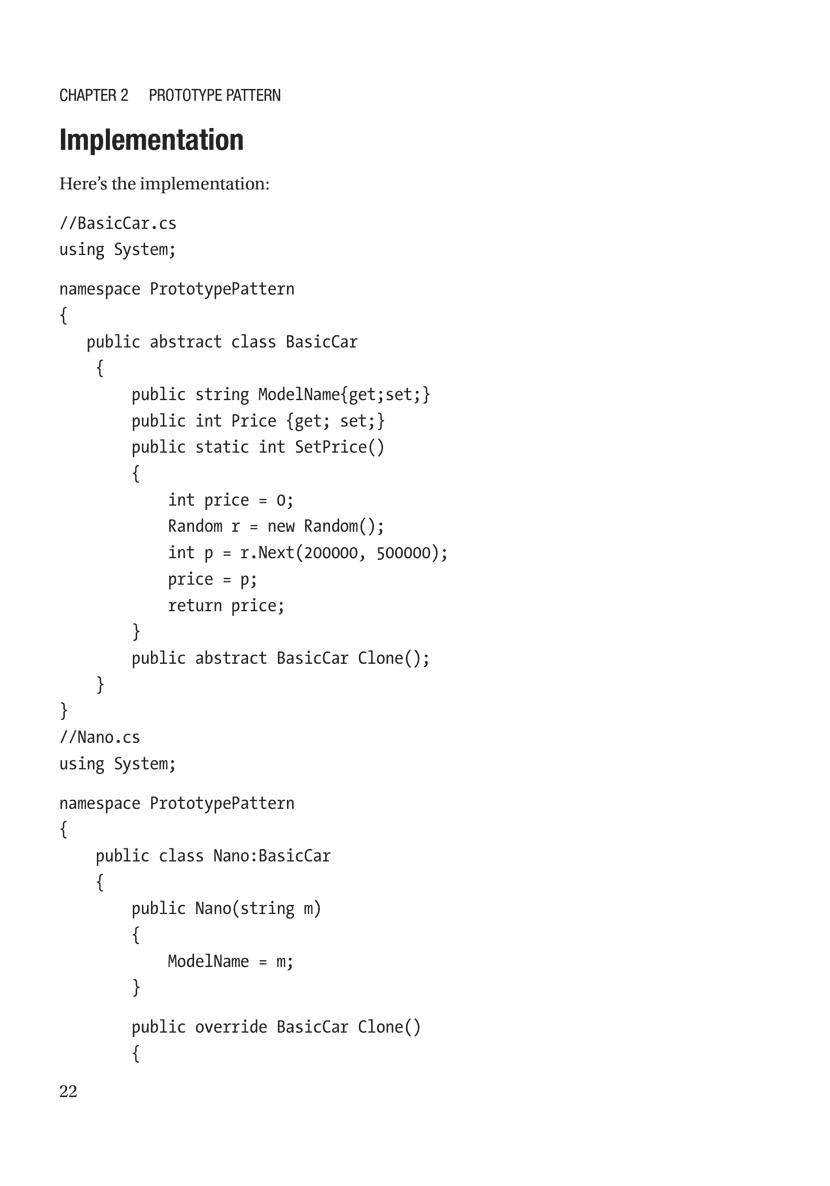 CHAPTER 2 PROTOTYPE PATTERN
Implementation
Here’s the implementation:
//BasicCar.cs
using System;
namespace PrototypePattern
{
public abstract class BasicCar
{
public string ModelName{get;set;}
public int Price {get; set;}
public static int SetPrice()
{
int price = 0;
Random r = new Random();
int p = r.Next(200000, 500000);
price = p;
return price;
}
public abstract BasicCar Clone();
}
}
//Nano.cs
using System;
namespace PrototypePattern
{
public class Nano:BasicCar
{
public Nano(string m)
{
ModelName = m;
}
public override BasicCar Clone()
{
22